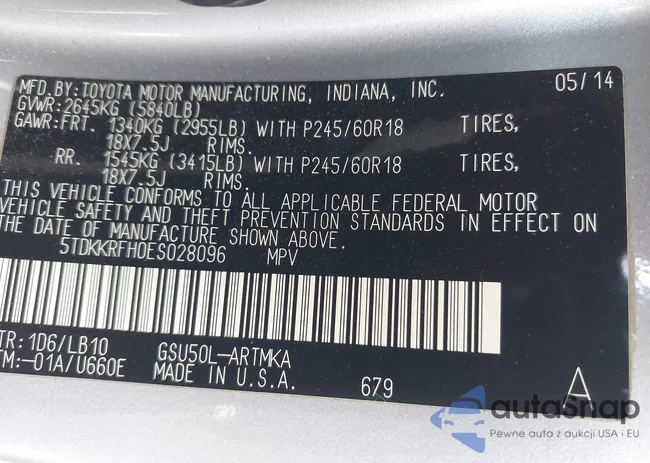 MFD.BY:TOYOTA MOTOR MANUFACTURING, INDIANA, INC. 05/14
GVWR:2645KG (5840LB)
GAWR:FRT. 1340KG (2955LB) WITH P245/60R18 TIRES,
18X7.5J RIMS.
RR. 1545KG (3415LB) WITH P245/60R18 TIRES,
18X7.5J RIMS.
THIS VEHICLE CONFORMS TO ALL APPLICABLE FEDERAL MOTOR
VEHICLE SAFETY AND THEFT PREVENTION STANDARDS IN EFFECT ON
THE DATE OF MANUFACTURE SHOWN ABOVE.
5TDKKRFH0ES028096 MPV
TR: 1D6/LB10 GSU50L-ARTMKA
TM:-01A/U660E MADE IN U.S.A. 679 A
autoSnap
Pewne auta z aukcji USA i EU